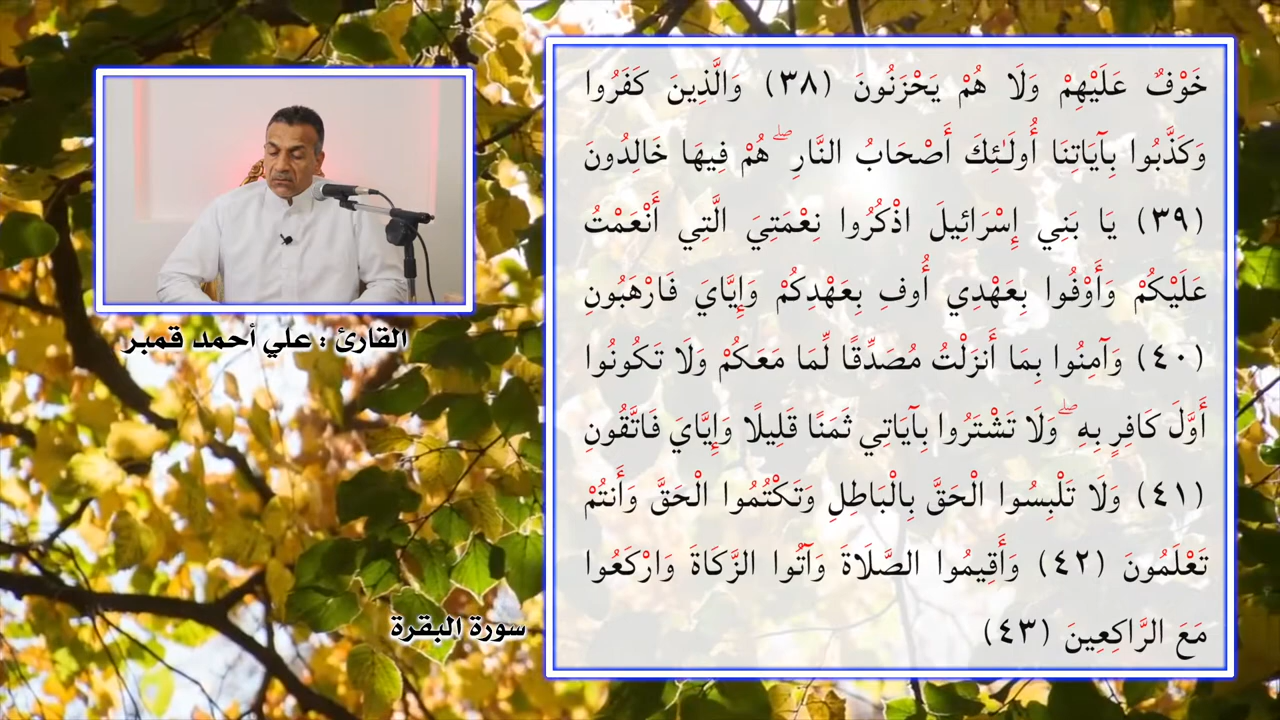 خَوْفٌ عَلَيْهِمْ وَلَا هُمْ يَحْزَنُونَ (٣٨) وَالَّذِينَ كَفَرُوا
وَكَذَّبُوا بِآيَاتِنَا أُولَـٰئِكَ أَصْحَابُ النَّارِ ۖ هُمْ فِيهَا خَالِدُونَ
(٣٩) يَا بَنِي إِسْرَائِيلَ اذْكُرُوا نِعْمَتِيَ الَّتِي أَنْعَمْتُ
عَلَيْكُمْ وَأَوْفُوا بِعَهْدِي أُوفِ بِعَهْدِكُمْ وَإِيَّايَ فَارْهَبُونِ
(٤٠) وَآمِنُوا بِمَا أَنزَلْتُ مُصَدِّقًا لِّمَا مَعَكُمْ وَلَا تَكُونُوا
أَوَّلَ كَافِرٍ بِهِ ۖ وَلَا تَشْتَرُوا بِآيَاتِي ثَمَنًا قَلِيلًا وَإِيَّايَ فَاتَّقُونِ
(٤١) وَلَا تَلْبِسُوا الْحَقَّ بِالْبَاطِلِ وَتَكْتُمُوا الْحَقَّ وَأَنتُمْ
تَعْلَمُونَ (٤٢) وَأَقِيمُوا الصَّلَاةَ وَآتُوا الزَّكَاةَ وَارْكَعُوا
مَعَ الرَّاكِعِينَ (٤٣)
القارئ : علي أحمد قمبر
سورة البقرة